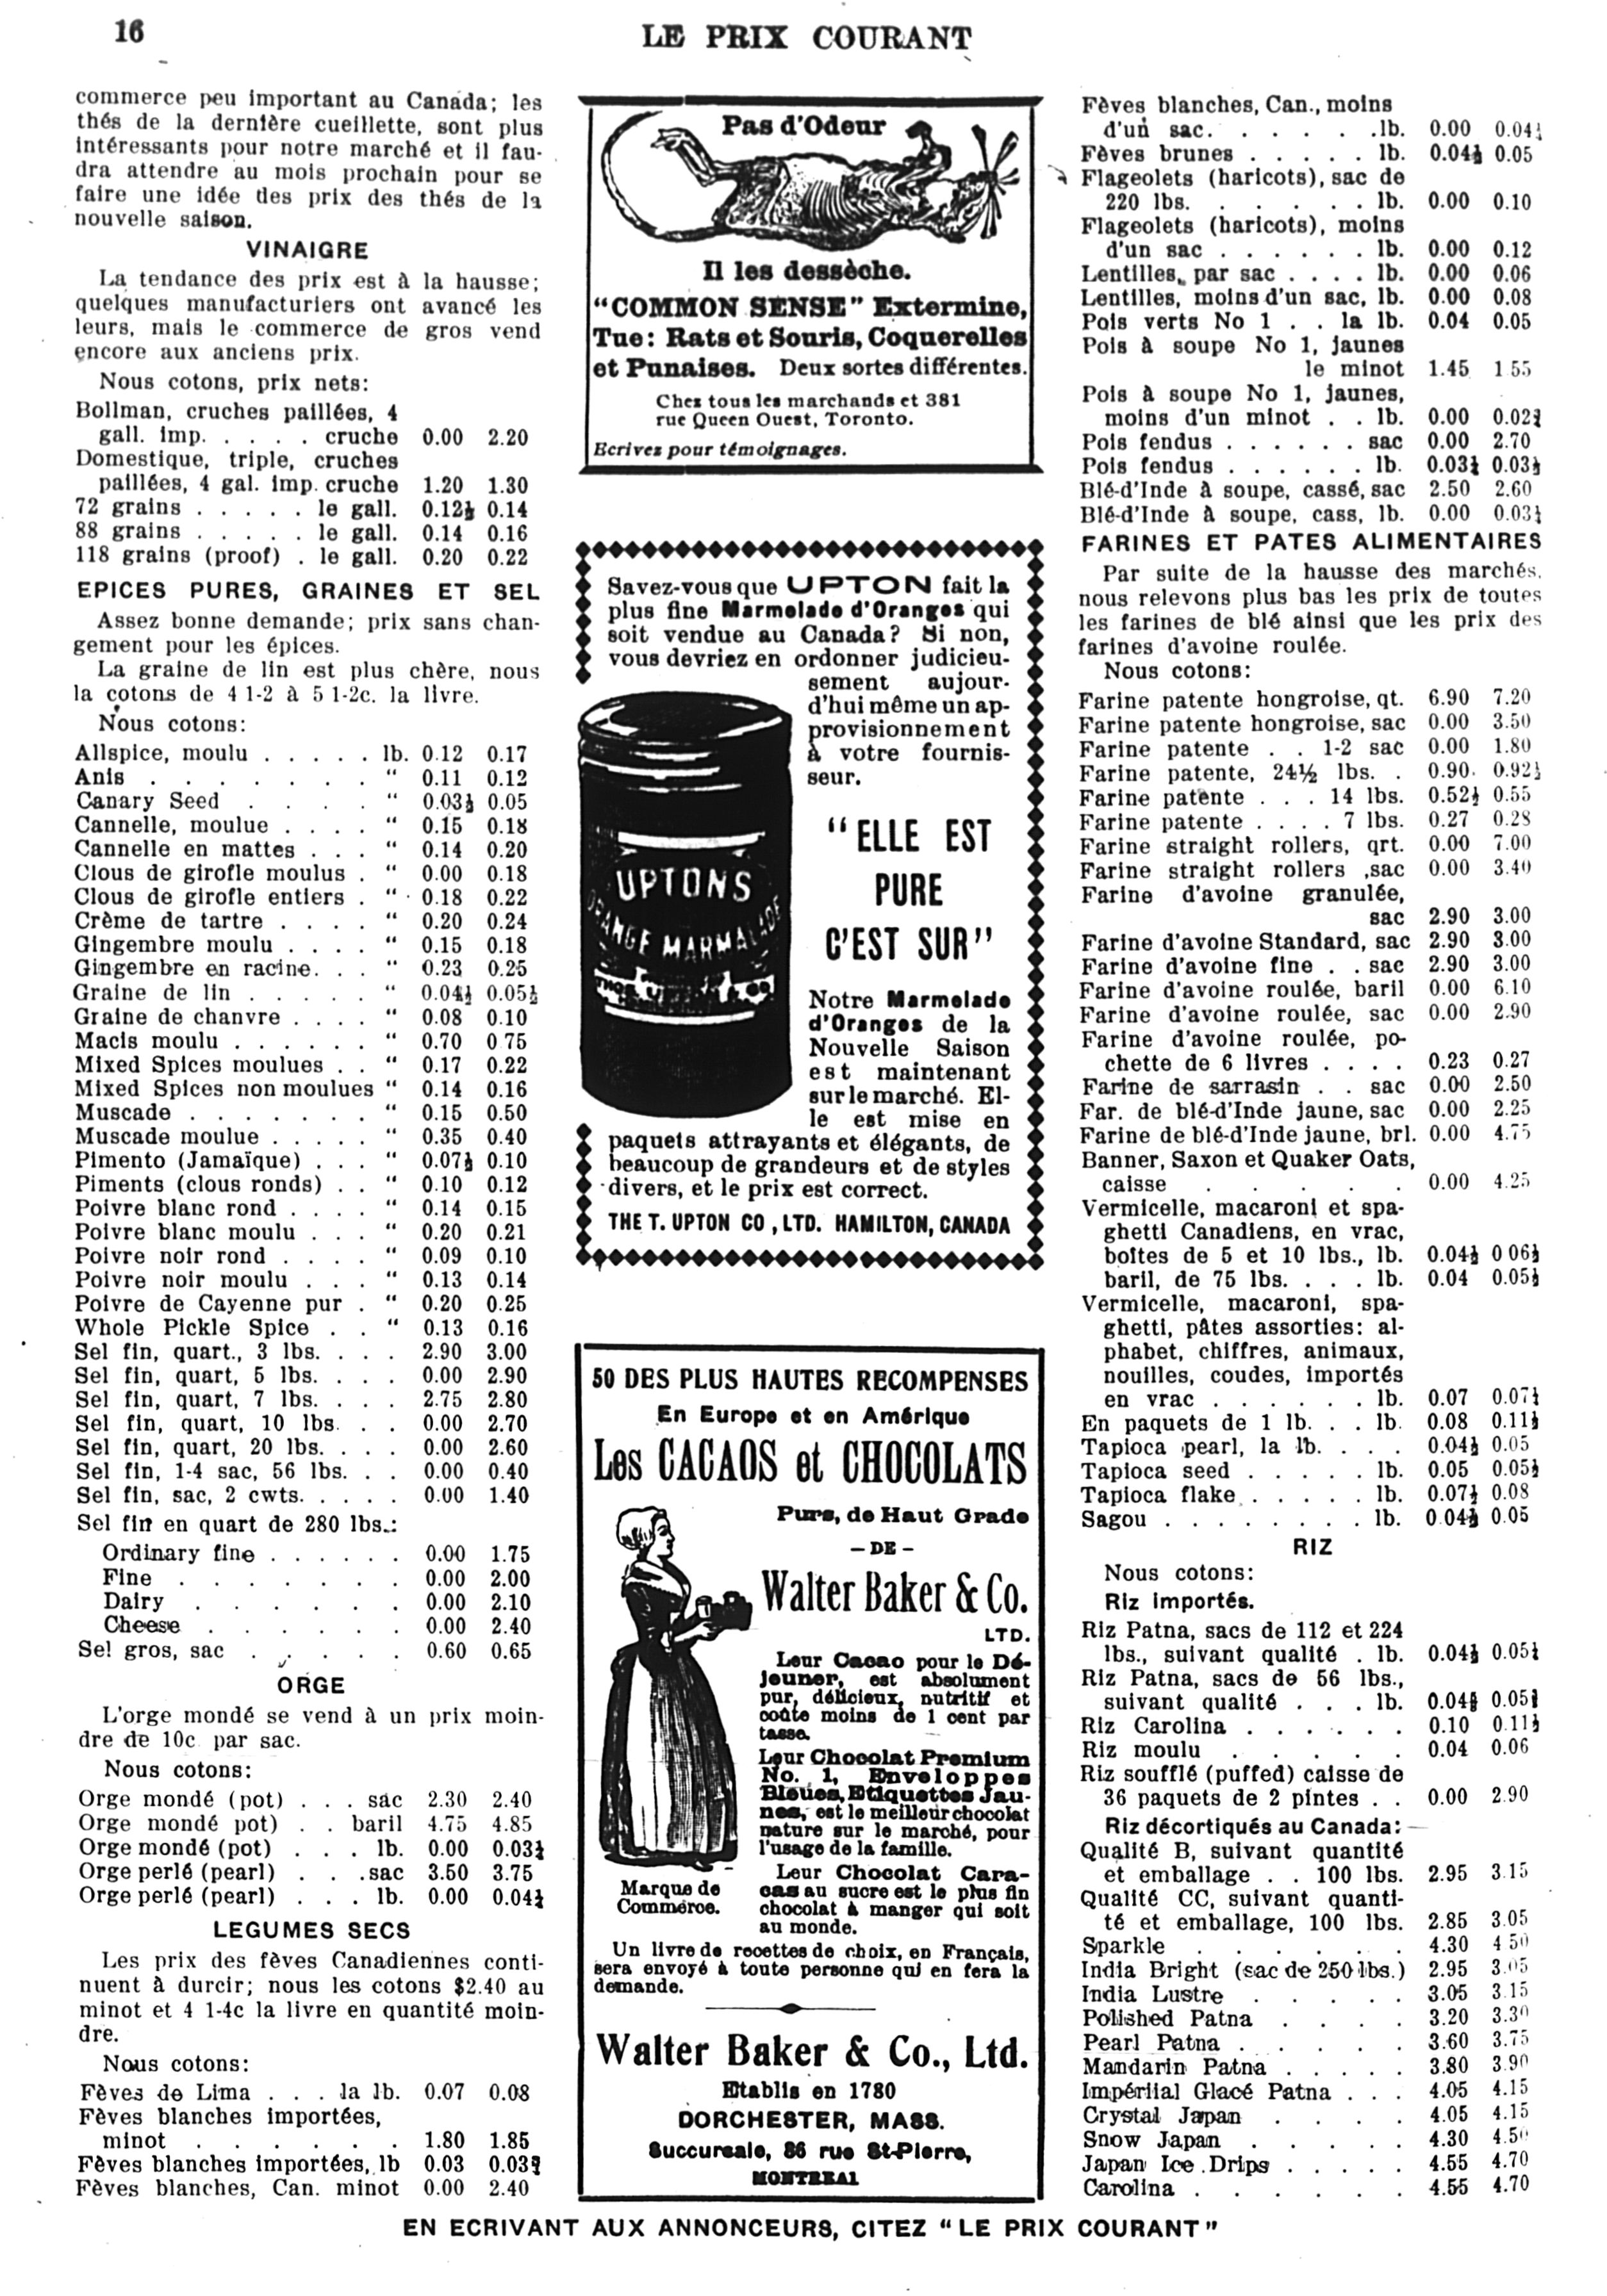 16
LE PRIX COURANT
commerce peu important au Canada; les
thés de la dernière cueillette, sont plus
intéressants pour notre marché et il fau-
dra attendre au mois prochain pour se
faire une idée des prix des thés de la
nouvelle saison.
VINAIGRE
La tendance des prix est à la hausse;
quelques manufacturiers ont avancé les
leurs, mais le commerce de gros vend
encore aux anciens prix.
Nous cotons, prix nets:
Bollman, cruches paillées, 4
gall. imp. . . . . cruche 0.00 2.20
Domestique, triple, cruches
paillées, 4 gal. imp. cruche 1.20 1.30
72 grains . . . . . le gall. 0.12½ 0.14
88 grains . . . . . le gall. 0.14 0.16
118 grains (proof) . le gall. 0.20 0.22
EPICES PURES, GRAINES ET SEL
Assez bonne demande; prix sans chan-
gement pour les épices.
La graine de lin est plus chère, nous
la cotons de 4 1-2 à 5 1-2c. la livre.
Nous cotons:
Allspice, moulu . . . . . lb. 0.12 0.17
Anis . . . . . . . " 0.11 0.12
Canary Seed . . . . " 0.03½ 0.05
Cannelle, moulue . . . . " 0.15 0.18
Cannelle en mattes . . . " 0.14 0.20
Clous de girofle moulus . " 0.00 0.18
Clous de girofle entiers . " 0.18 0.22
Crème de tartre . . . . " 0.20 0.24
Gingembre moulu . . . . " 0.15 0.18
Gingembre en racine. . . " 0.23 0.25
Graine de lin . . . . . " 0.04½ 0.05½
Graine de chanvre . . . . " 0.08 0.10
Macis moulu . . . . . . " 0.70 0 75
Mixed Spices moulues . . " 0.17 0.22
Mixed Spices non moulues " 0.14 0.16
Muscade . . . . . . . " 0.15 0.50
Muscade moulue . . . . . " 0.35 0.40
Pimento (Jamaïque) . . . " 0.07½ 0.10
Piments (clous ronds) . . " 0.10 0.12
Poivre blanc rond . . . . " 0.14 0.15
Poivre blanc moulu . . . " 0.20 0.21
Poivre noir rond . . . . " 0.09 0.10
Poivre noir moulu . . . " 0.13 0.14
Poivre de Cayenne pur . " 0.20 0.25
Whole Pickle Spice . . " 0.13 0.16
Sel fin, quart., 3 lbs. . . . 2.90 3.00
Sel fin, quart, 5 lbs. . . . 0.00 2.90
Sel fin, quart, 7 lbs. . . . 2.75 2.80
Sel fin, quart, 10 lbs. . . 0.00 2.70
Sel fin, quart, 20 lbs. . . . 0.00 2.60
Sel fin, 1-4 sac, 56 lbs. . . 0.00 0.40
Sel fin, sac, 2 cwts. . . . . 0.00 1.40
Sel fin en quart de 280 lbs.:
Ordinary fine . . . . . . 0.00 1.75
Fine . . . . . . . 0.00 2.00
Dairy . . . . . . 0.00 2.10
Cheese . . . . . . 0.00 2.40
Sel gros, sac . . . . . 0.60 0.65
ORGE
L'orge mondé se vend à un prix moin-
dre de 10c par sac.
Nous cotons:
Orge mondé (pot) . . . sac 2.30 2.40
Orge mondé pot) . . baril 4.75 4.85
Orge mondé (pot) . . . lb. 0.00 0.03¼
Orge perlé (pearl) . . . sac 3.50 3.75
Orge perlé (pearl) . . . lb. 0.00 0.04½
LEGUMES SECS
Les prix des fèves Canadiennes conti-
nuent à durcir; nous les cotons $2.40 au
minot et 4 1-4c la livre en quantité moin-
dre.
Nous cotons:
Fèves de Lima . . . la lb. 0.07 0.08
Fèves blanches importées,
minot . . . . . . 1.80 1.85
Fèves blanches importées, lb 0.03
Fèves blanches, Can. minot 0.00 2.40
Pas d'Odeur
Il les dessèche.
"COMMON SENSE" Extermine,
Tue: Rats et Souris, Coquerelles
et Punaises. Deux sortes différentes.
Chez tous les marchands et 381
rue Queen Ouest, Toronto.
Ecrivez pour témoignages.
Savez-vous que UPTON fait la
plus fine Marmelade d'Oranges qui
soit vendue au Canada? Si non,
vous devriez en ordonner judicieu-
sement aujour-
d'hui même un ap-
provisionnement
à votre fournis-
seur.
UPTONS
ORANGE MARMALADE
THOS. UPTON & CO
"ELLE EST
PURE
C'EST SUR"
Notre Marmelade
d'Oranges de la
Nouvelle Saison
est maintenant
sur le marché. El-
le est mise en
paquets attrayants et élégants, de
beaucoup de grandeurs et de styles
divers, et le prix est correct.
THE T. UPTON CO, LTD. HAMILTON, CANADA
50 DES PLUS HAUTES RECOMPENSES
En Europe et en Amérique
Les CACAOS et CHOCOLATS
Purs, de Haut Grade
— DE —
Walter Baker & Co.
LTD.
Leur Cacao pour le Dé-
jeuner, est absolument
pur, délicieux, nutritif et
coûte moins de 1 cent par
tasse.
Leur Chocolat Premium
No. 1, Enveloppes
Bleues, Etiquettes Jau-
nes, est le meilleur chocolat
nature sur le marché, pour
l'usage de la famille.
Leur Chocolat Cara-
cas au sucre est le plus fin
chocolat à manger qui soit
au monde.
Marque de
Commerce.
Un livre de recettes de choix, en Français,
sera envoyé à toute personne qui en fera la
demande.
Walter Baker & Co., Ltd.
Etablis en 1780
DORCHESTER, MASS.
Succursale, 86 rue St-Pierre,
MONTREAL
Fèves blanches, Can., moins
d'un sac. . . . . . lb. 0.00 0.04¼
Fèves brunes . . . . . lb. 0.04½ 0.05
Flageolets (haricots), sac de
220 lbs. . . . . . lb. 0.00 0.10
Flageolets (haricots), moins
d'un sac . . . . . . lb. 0.00 0.12
Lentilles, par sac . . . . lb. 0.00 0.06
Lentilles, moins d'un sac, lb. 0.00 0.08
Pois verts No 1 . . la lb. 0.04 0.05
Pois à soupe No 1, jaunes
le minot 1.45 1 55
Pois à soupe No 1, jaunes,
moins d'un minot . . lb. 0.00 0.02¾
Pois fendus . . . . . . sac 0.00 2.70
Pois fendus . . . . . . lb. 0.03¼ 0.03½
Blé-d'Inde à soupe, cassé, sac 2.50 2.60
Blé-d'Inde à soupe, cass, lb. 0.00 0.03¼
FARINES ET PATES ALIMENTAIRES
Par suite de la hausse des marchés,
nous relevons plus bas les prix de toutes
les farines de blé ainsi que les prix des
farines d'avoine roulée.
Nous cotons:
Farine patente hongroise, qt. 6.90 7.20
Farine patente hongroise, sac 0.00 3.50
Farine patente . . 1-2 sac 0.00 1.80
Farine patente, 24½ lbs. . 0.90 0.92½
Farine patente . . . 14 lbs. 0.52½ 0.55
Farine patente . . . . 7 lbs. 0.27 0.28
Farine straight rollers, qrt. 0.00 7.00
Farine straight rollers ,sac 0.00 3.40
Farine d'avoine granulée,
sac 2.90 3.00
Farine d'avoine Standard, sac 2.90 3.00
Farine d'avoine fine . . sac 2.90 3.00
Farine d'avoine roulée, baril 0.00 6.10
Farine d'avoine roulée, sac 0.00 2.90
Farine d'avoine roulée, po-
chette de 6 livres . . . . 0.23 0.27
Farine de sarrasin . . sac 0.00 2.50
Far. de blé-d'Inde jaune, sac 0.00 2.25
Farine de blé-d'Inde jaune, brl. 0.00 4.75
Banner, Saxon et Quaker Oats,
caisse . . . . . 0.00 4.25
Vermicelle, macaroni et spa-
ghetti Canadiens, en vrac,
boîtes de 5 et 10 lbs., lb. 0.04½ 0 06½
baril, de 75 lbs. . . . lb. 0.04 0.05½
Vermicelle, macaroni, spa-
ghetti, pâtes assorties: al-
phabet, chiffres, animaux,
nouilles, coudes, importés
en vrac . . . . . . lb. 0.07 0.07½
En paquets de 1 lb. . . lb. 0.08 0.11½
Tapioca pearl, la lb. . . . 0.04½ 0.05
Tapioca seed . . . . . lb. 0.05 0.05½
Tapioca flake . . . . . lb. 0.07½ 0.08
Sagou . . . . . . . . lb. 0 04½ 0.05
RIZ
Nous cotons:
Riz importés.
Riz Patna, sacs de 112 et 224
lbs., suivant qualité . lb. 0.04½
Riz Patna, sacs de 56 lbs.,
suivant qualité . . . lb.
Riz Carolina . . . . . . 0.10 0.11½
Riz moulu . . . . . 0.04 0.06
Riz soufflé (puffed) caisse de
36 paquets de 2 pintes . . 0.00 2.90
Riz décortiqués au Canada:
Qualité B, suivant quantité
et emballage . . 100 lbs. 2.95 3.15
Qualité CC, suivant quanti-
té et emballage, 100 lbs. 2.85 3.05
Sparkle . . . . . . 4.30 4 50
India Bright (sac de 250 lbs.) 2.95 3.05
India Lustre . . . . . 3.05 3.15
Polished Patna . . . . 3.20 3.30
Pearl Patna . . . . . 3.60 3.75
Mandarin Patna . . . . . 3.80 3.90
Impériial Glacé Patna . . . 4.05 4.15
Crystal Japan . . . . 4.05 4.15
Snow Japan . . . . . 4.30 4.50
Japan Ice Drips . . . . . 4.55 4.70
Carolina . . . . . . 4.55 4.70
EN ECRIVANT AUX ANNONCEURS, CITEZ "LE PRIX COURANT"